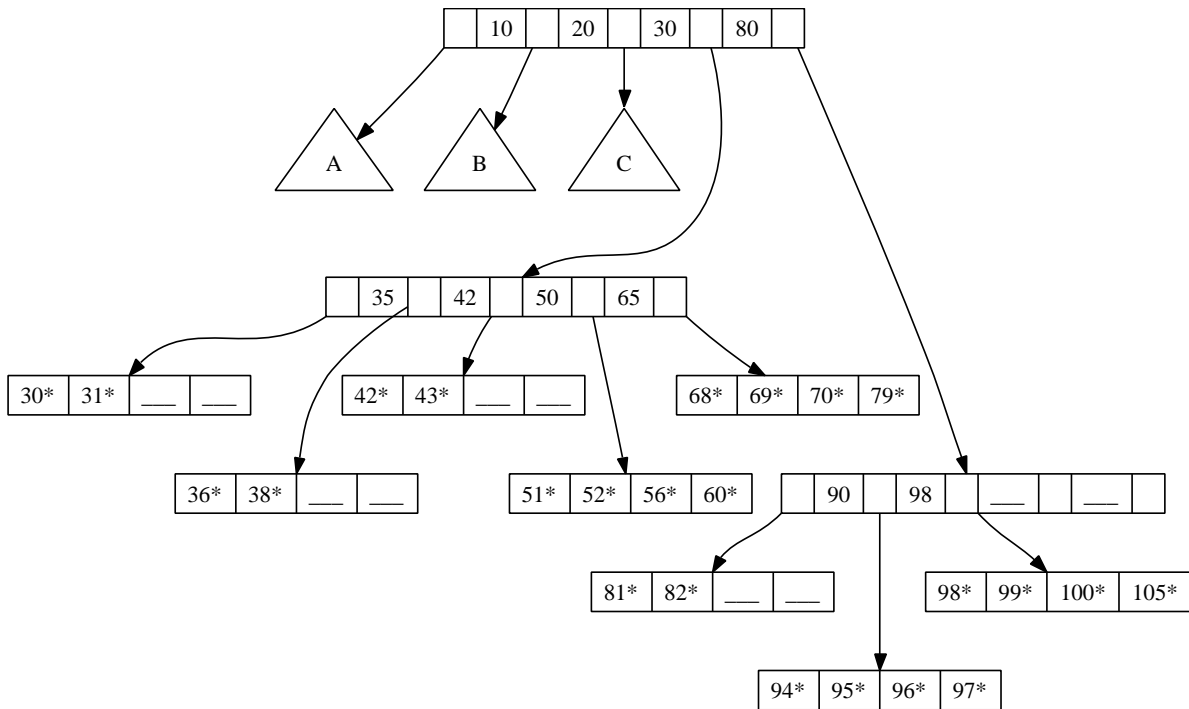 10 20 30 80
A B C
35 42 50 65
30* 31* ___ ___
42* 43* ___ ___
68* 69* 70* 79*
36* 38* ___ ___
51* 52* 56* 60*
90 98 ___ ___
81* 82* ___ ___
98* 99* 100* 105*
94* 95* 96* 97*